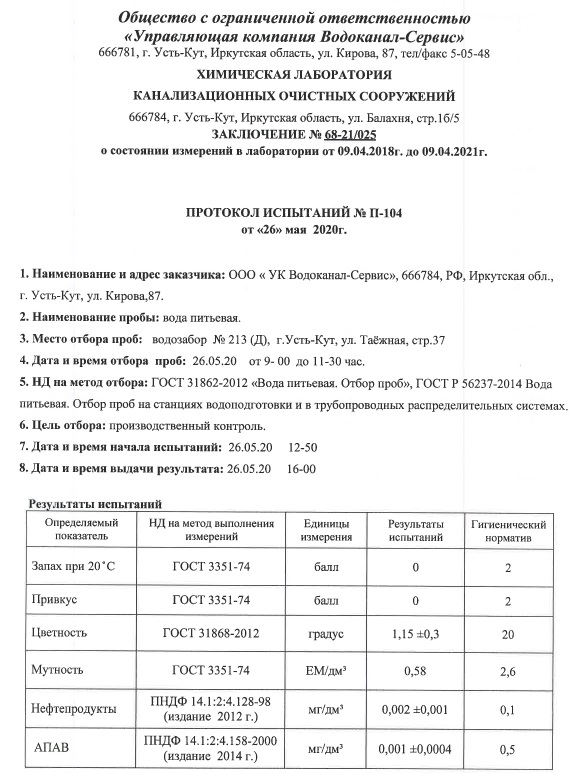 Общество с ограниченной ответственностью
«Управляющая компания Водоканал-Сервис»
666781, г. Усть-Кут, Иркутская область, ул. Кирова, 87, тел/факс 5-05-48
ХИМИЧЕСКАЯ ЛАБОРАТОРИЯ
КАНАЛИЗАЦИОННЫХ ОЧИСТНЫХ СООРУЖЕНИЙ
666784, г. Усть-Кут, Иркутская область, ул. Балахня, стр.1б/5
ЗАКЛЮЧЕНИЕ № 68-21/025
о состоянии измерений в лаборатории от 09.04.2018г. до 09.04.2021г.
ПРОТОКОЛ ИСПЫТАНИЙ № П-104
от «26» мая 2020г.
1. Наименование и адрес заказчика: ООО « УК Водоканал-Сервис», 666784, РФ, Иркутская обл.,
г. Усть-Кут, ул. Кирова,87.
2. Наименование пробы: вода питьевая.
3. Место отбора проб: водозабор № 213 (Д), г.Усть-Кут, ул. Таёжная, стр.37
4. Дата и время отбора проб: 26.05.20 от 9- 00 до 11-30 час.
5. НД на метод отбора: ГОСТ 31862-2012 «Вода питьевая. Отбор проб», ГОСТ Р 56237-2014 Вода
питьевая. Отбор проб на станциях водоподготовки и в трубопроводных распределительных системах.
6. Цель отбора: производственный контроль.
7. Дата и время начала испытаний: 26.05.20 12-50
8. Дата и время выдачи результата: 26.05.20 16-00
Результаты испытаний
Определяемый показатель НД на метод выполнения измерений Единицы измерения Результаты испытаний Гигиенический норматив
Запах при 20˚С ГОСТ 3351-74 балл 0 2
Привкус ГОСТ 3351-74 балл 0 2
Цветность ГОСТ 31868-2012 градус 1,15 ±0,3 20
Мутность ГОСТ 3351-74 ЕМ/дм³ 0,58 2,6
Нефтепродукты ПНДФ 14.1:2:4.128-98 (издание 2012 г.) мг/дм³ 0,002 ±0,001 0,1
АПАВ ПНДФ 14.1:2:4.158-2000 (издание 2014 г.) мг/дм³ 0,001 ±0,0004 0,5